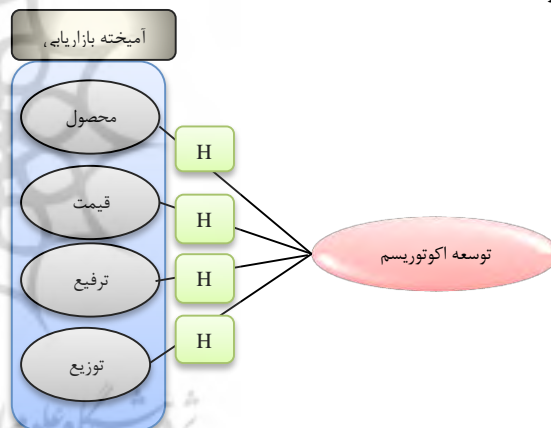 آمیخته بازاریابی
محصول
H
قیمت
H
توسعه اکوتوریسم
ترفیع
H
توزیع
H